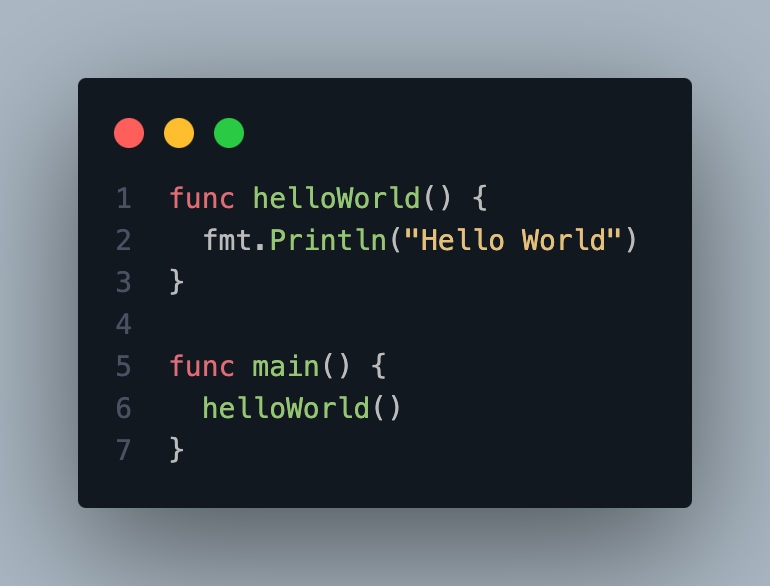 1 func helloWorld() {
2   fmt.Println("Hello World")
3 }
4
5 func main() {
6   helloWorld()
7 }